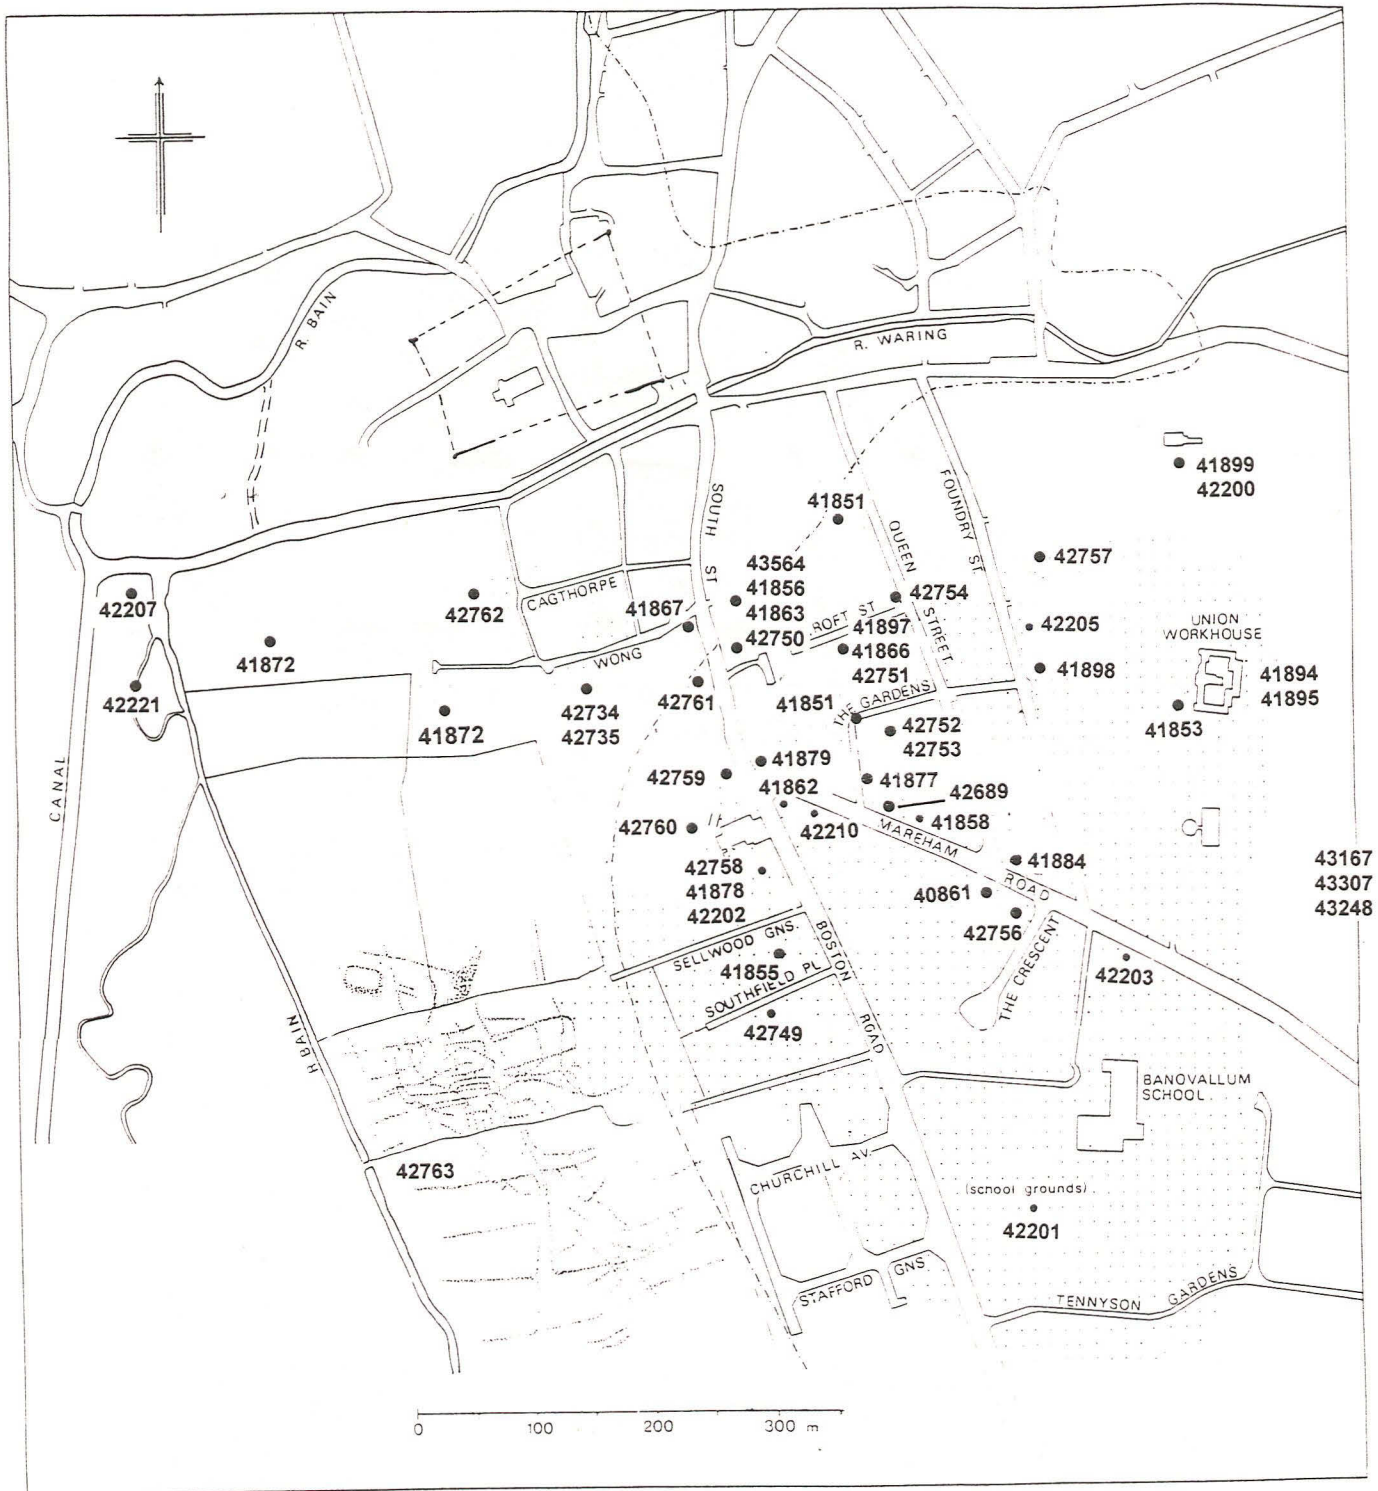 R. BAIN
R. WARING
SOUTH ST
QUEEN STREET
FOUNDRY ST.
41899
42200
41851
42757
43564
41856
41863
42750
42754
42207
42762
CAGTHORPE
41867
ROFT ST
41897
41866
42751
42205
UNION
WORKHOUSE
41872
WONG
41898
41894
41895
42221
41872
42734
42735
42761
41851
THE GARDENS
42752
42753
41853
CANAL
42759
41879
41862
41877
42689
42760
42210
41858
MAREHAM ROAD
42758
41878
42202
41884
40861
42756
43167
43307
43248
SELLWOOD GNS.
41855
BOSTON ROAD
THE CRESCENT
42203
SOUTHFIELD PL
42749
H BAIN
BANOVALLUM
SCHOOL
42763
CHURCHILL AV.
(school grounds)
42201
STAFFORD GNS
TENNYSON GARDENS
0 100 200 300 m